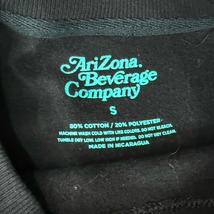 AriZona.
Beverage
Company
S
80% COTTON / 20% POLYESTER
MACHINE WASH COLD WITH LIKE COLORS. DO NOT BLEACH.
TUMBLE DRY LOW. LOW IRON IF NEEDED. DO NOT DRY CLEAN.
MADE IN NICARAGUA